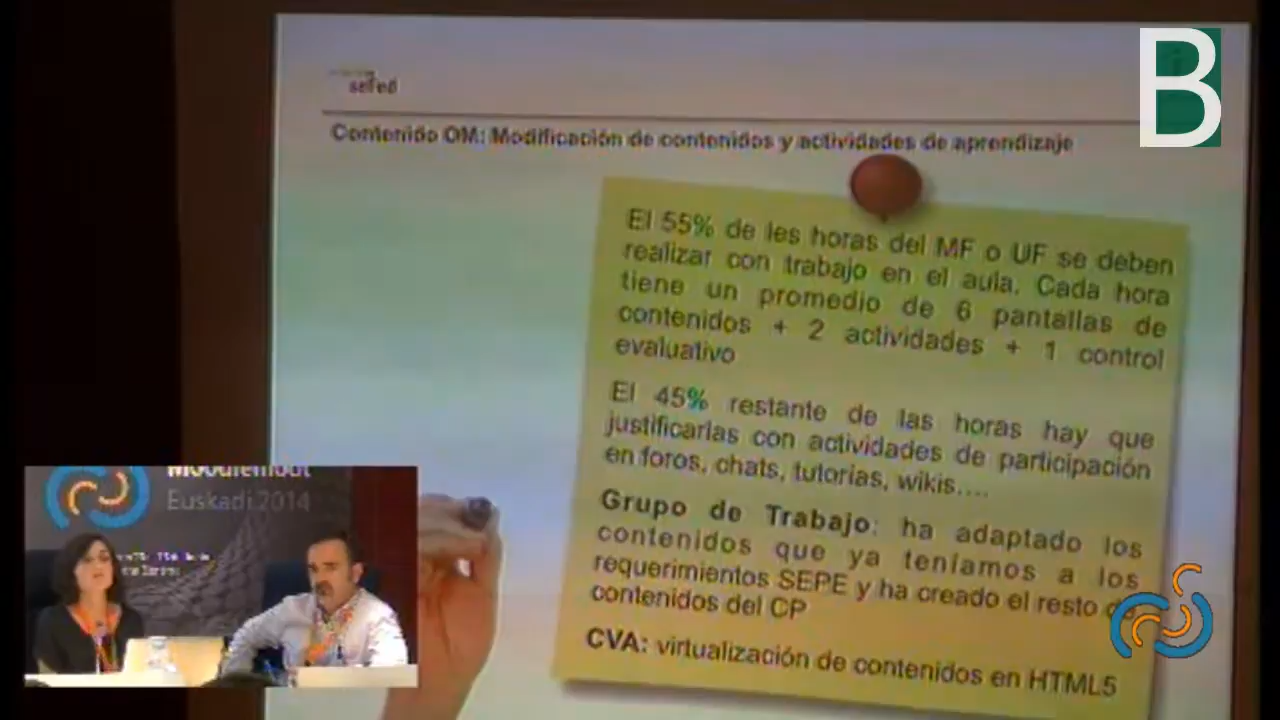 B
sefed
Contenido OM: Modificación de contenidos y actividades de aprendizaje
El 55% de les horas del MF o UF se deben
realizar con trabajo en el aula. Cada hora
tiene un promedio de 6 pantallas de
contenidos + 2 actividades + 1 control
evaluativo
El 45% restante de las horas hay que
justificarlas con actividades de participación
en foros, chats, tutorías, wikis....
Grupo de Trabajo: ha adaptado los
contenidos que ya teníamos a los
requerimientos SEPE y ha creado el resto de
contenidos del CP
CVA: virtualización de contenidos en HTML5
Moodlemoot
Euskadi 2014